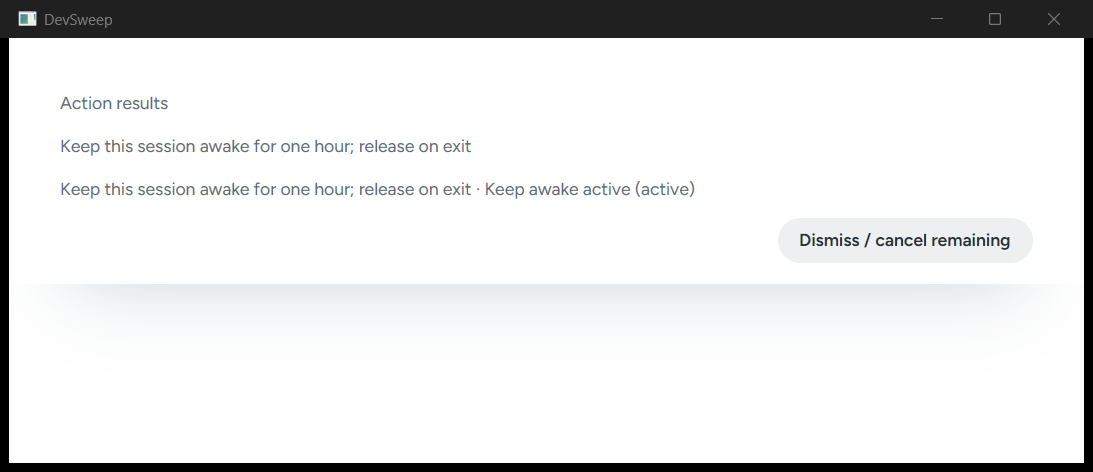 DevSweep
Action results
Keep this session awake for one hour; release on exit
Keep this session awake for one hour; release on exit · Keep awake active (active)
Dismiss / cancel remaining